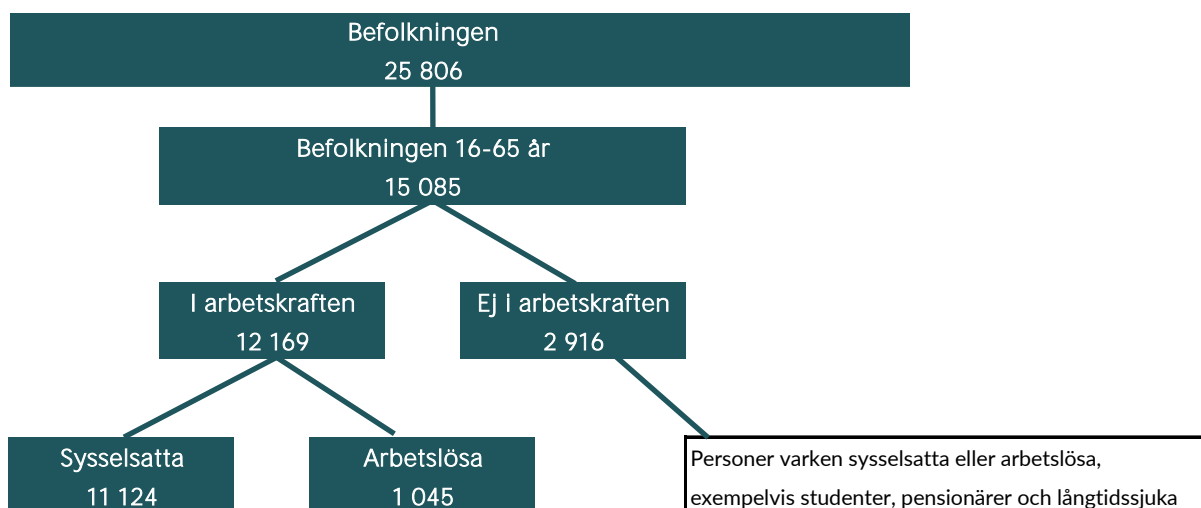 Befolkningen
25 806
Befolkningen 16-65 år
15 085
I arbetskraften
12 169
Ej i arbetskraften
2 916
Sysselsatta
11 124
Arbetslösa
1 045
Personer varken sysselsatta eller arbetslösa,
exempelvis studenter, pensionärer och långtidssjuka